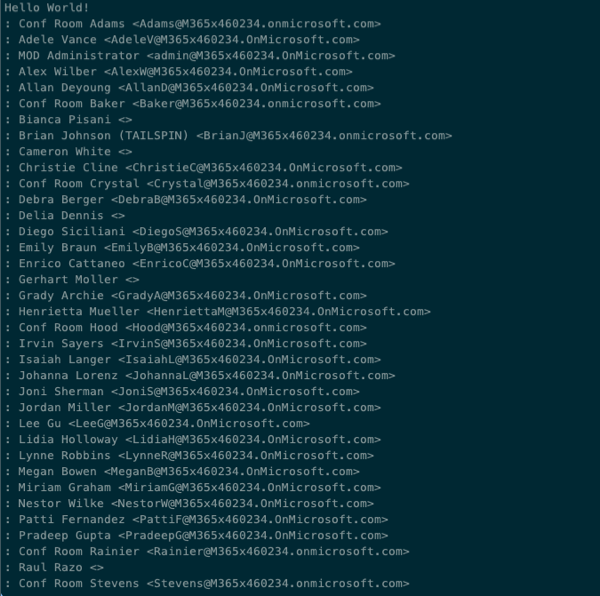 Hello World!
: Conf Room Adams <Adams@M365x460234.onmicrosoft.com>
: Adele Vance <AdeleV@M365x460234.OnMicrosoft.com>
: MOD Administrator <admin@M365x460234.onmicrosoft.com>
: Alex Wilber <AlexW@M365x460234.OnMicrosoft.com>
: Allan Deyoung <AllanD@M365x460234.OnMicrosoft.com>
: Conf Room Baker <Baker@M365x460234.onmicrosoft.com>
: Bianca Pisani <>
: Brian Johnson (TAILSPIN) <BrianJ@M365x460234.onmicrosoft.com>
: Cameron White <>
: Christie Cline <ChristieC@M365x460234.OnMicrosoft.com>
: Conf Room Crystal <Crystal@M365x460234.onmicrosoft.com>
: Debra Berger <DebraB@M365x460234.OnMicrosoft.com>
: Delia Dennis <>
: Diego Siciliani <DiegoS@M365x460234.OnMicrosoft.com>
: Emily Braun <EmilyB@M365x460234.OnMicrosoft.com>
: Enrico Cattaneo <EnricoC@M365x460234.OnMicrosoft.com>
: Gerhart Moller <>
: Grady Archie <GradyA@M365x460234.OnMicrosoft.com>
: Henrietta Mueller <HenriettaM@M365x460234.OnMicrosoft.com>
: Conf Room Hood <Hood@M365x460234.onmicrosoft.com>
: Irvin Sayers <IrvinS@M365x460234.OnMicrosoft.com>
: Isaiah Langer <IsaiahL@M365x460234.OnMicrosoft.com>
: Johanna Lorenz <JohannaL@M365x460234.OnMicrosoft.com>
: Joni Sherman <JoniS@M365x460234.OnMicrosoft.com>
: Jordan Miller <JordanM@M365x460234.OnMicrosoft.com>
: Lee Gu <LeeG@M365x460234.OnMicrosoft.com>
: Lidia Holloway <LidiaH@M365x460234.OnMicrosoft.com>
: Lynne Robbins <LynneR@M365x460234.OnMicrosoft.com>
: Megan Bowen <MeganB@M365x460234.OnMicrosoft.com>
: Miriam Graham <MiriamG@M365x460234.OnMicrosoft.com>
: Nestor Wilke <NestorW@M365x460234.OnMicrosoft.com>
: Patti Fernandez <PattiF@M365x460234.OnMicrosoft.com>
: Pradeep Gupta <PradeepG@M365x460234.OnMicrosoft.com>
: Conf Room Rainier <Rainier@M365x460234.onmicrosoft.com>
: Raul Razo <>
: Conf Room Stevens <Stevens@M365x460234.onmicrosoft.com>